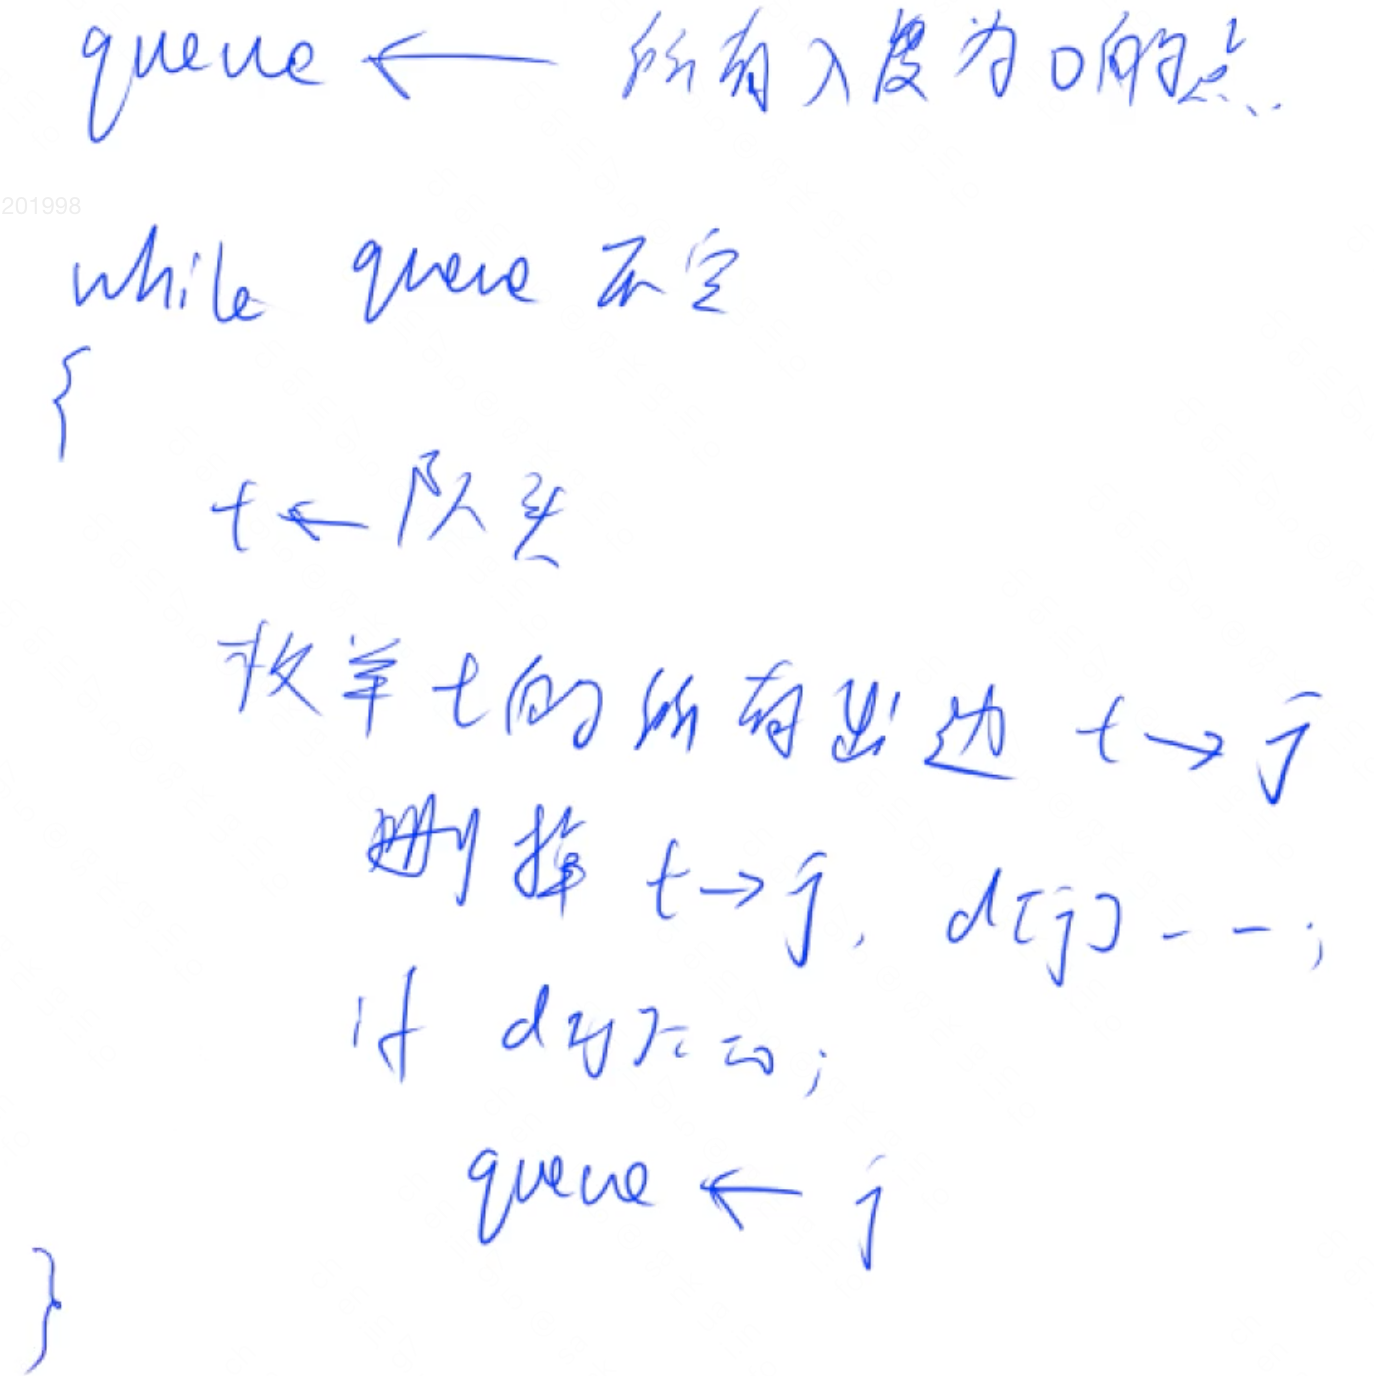 queue ← 所有入度为0的点
201998
while queue 不空
{
t ← 队头
枚举 t 的所有出边 t → j
删掉 t → j, d[j] --;
if d[j] == 0;
queue ← j
}